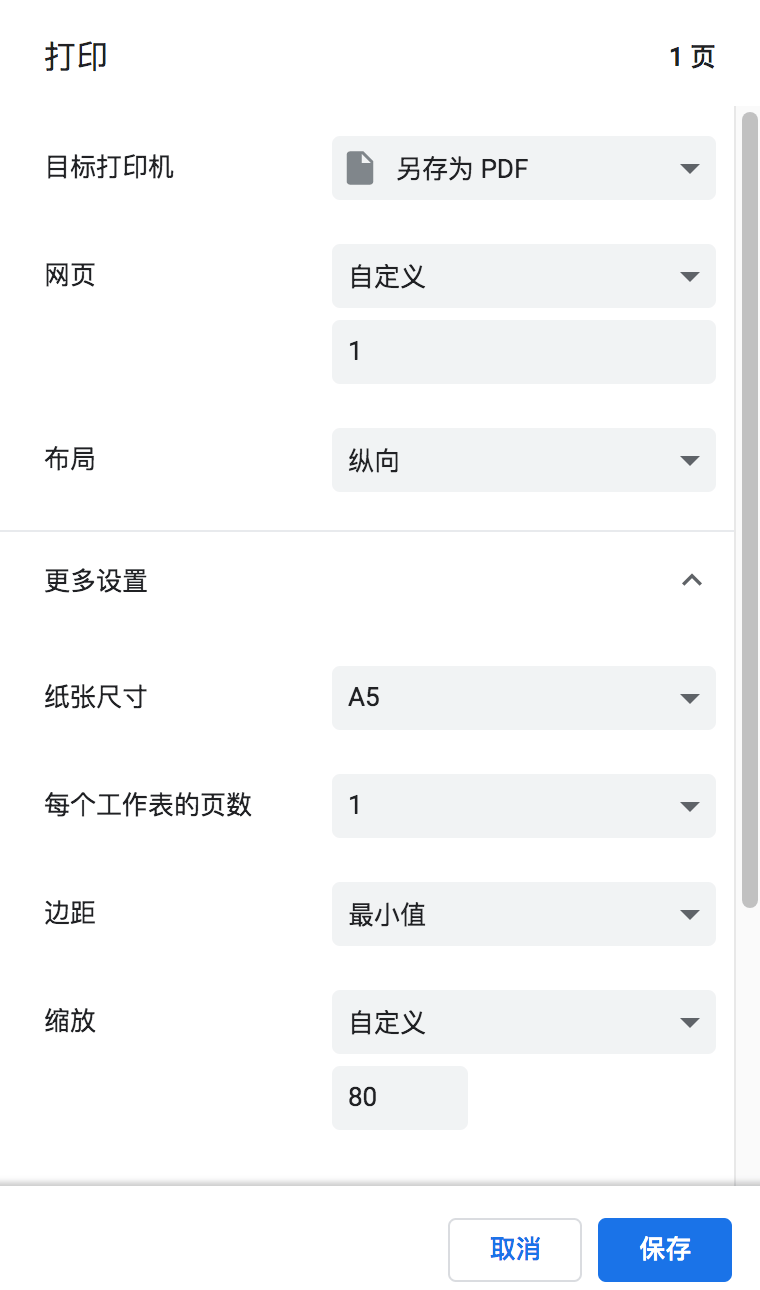 打印 1 页
目标打印机 另存为 PDF
网页 自定义
1
布局 纵向
更多设置
纸张尺寸 A5
每个工作表的页数 1
边距 最小值
缩放 自定义
80
取消 保存